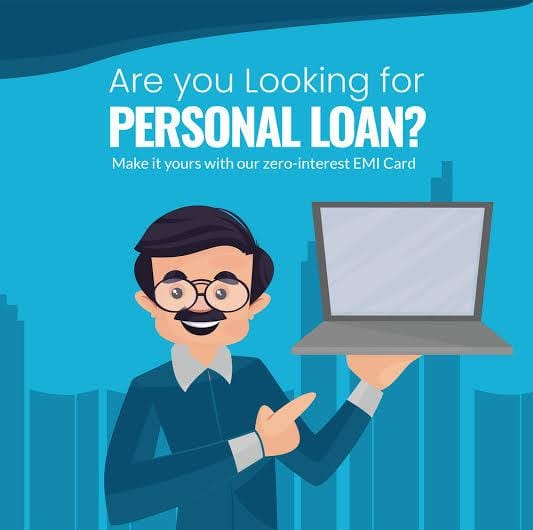 Are you Looking for
PERSONAL LOAN?
Make it yours with our zero-interest EMI Card